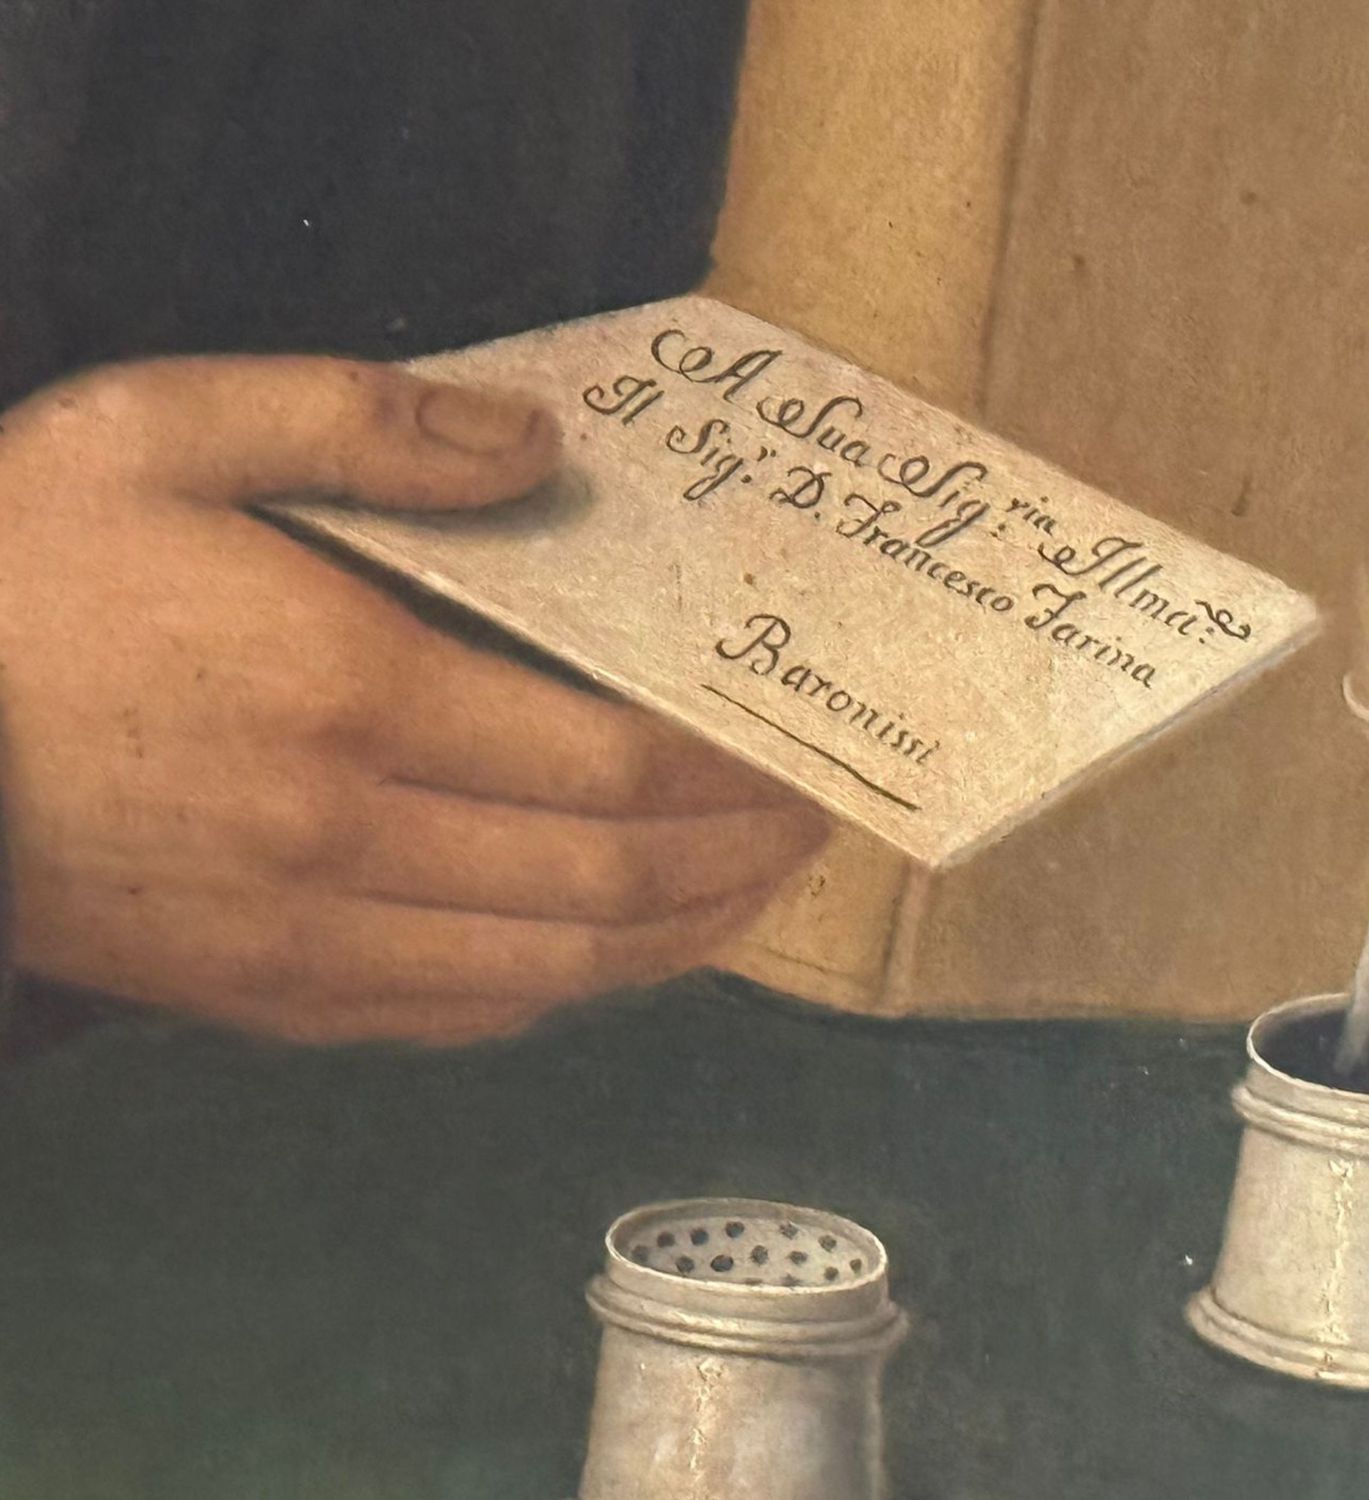 A Sua Sig:ria Illma:
Il Sig:r D. Francesco Farina
Baronissi